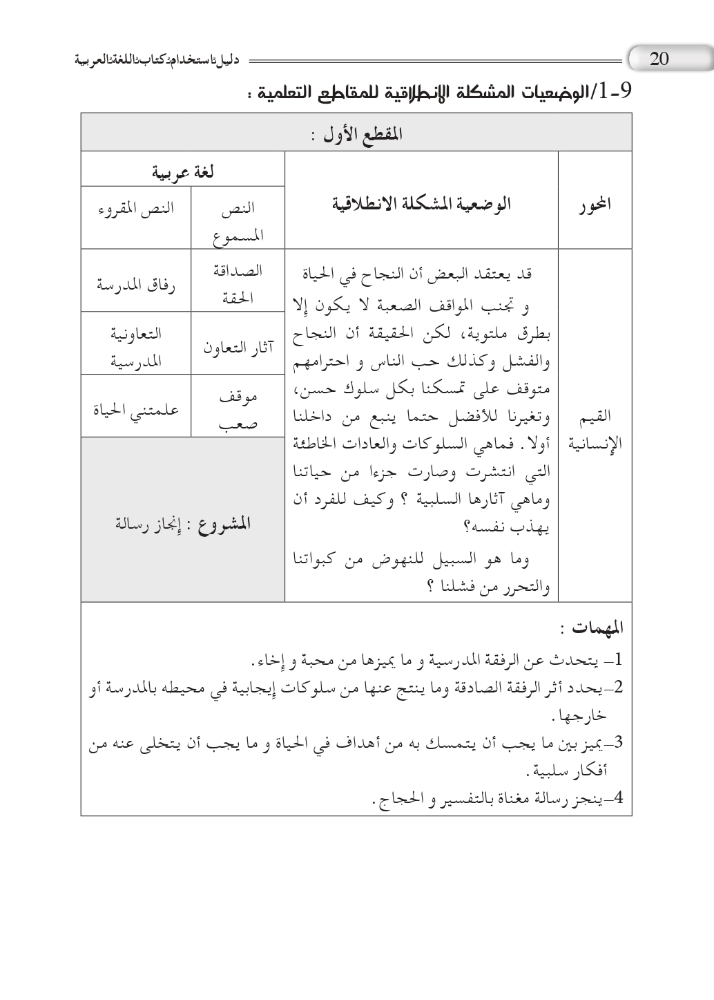 20
دليل استخدام كتاب اللغة العربية
1-9/الوضعيات المشكلة الانطلاقية للمقاطع التعلمية :
المقطع الأول :
المحور
الوضعية المشكلة الانطلاقية
لغة عربية
النص
المسموع
النص المقروء
القيم
الإنسانية
قد يعتقد البعض أن النجاح في الحياة
و تجنب المواقف الصعبة لا يكون إلا
بطرق ملتوية، لكن الحقيقة أن النجاح
والفشل وكذلك حب الناس و احترامهم
متوقف على تمسكنا بكل سلوك حسن،
وتغيرنا للأفضل حتما ينبع من داخلنا
أولا. فماهي السلوكات والعادات الخاطئة
التي انتشرت وصارت جزءا من حياتنا
وماهي آثارها السلبية ؟ وكيف للفرد أن
يهذب نفسه؟
وما هو السبيل للنهوض من كبواتنا
والتحرر من فشلنا ؟
الصداقة
الحقة
رفاق المدرسة
آثار التعاون
التعاونية
المدرسية
موقف
صعب
علمتني الحياة
المشروع : إنجاز رسالة
المهمات :
1– يتحدث عن الرفقة المدرسية و ما يميزها من محبة و إخاء.
2–يحدد أثر الرفقة الصادقة وما ينتج عنها من سلوكات إيجابية في محيطه بالمدرسة أو
خارجها.
3–يميز بين ما يجب أن يتمسك به من أهداف في الحياة و ما يجب أن يتخلى عنه من
أفكار سلبية.
4–ينجز رسالة مغناة بالتفسير و الحجاج.